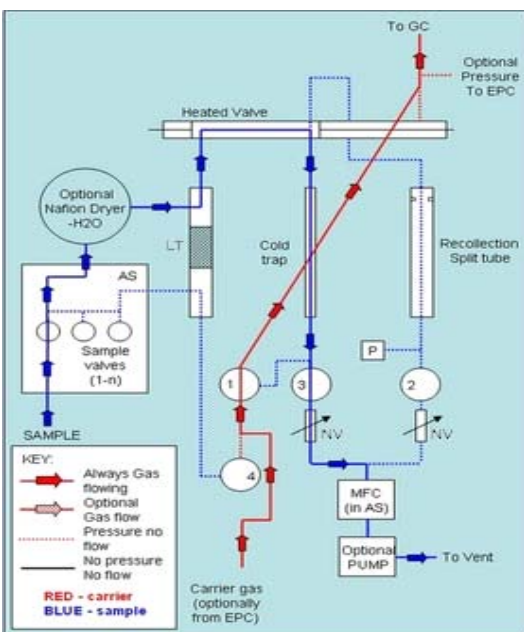 To GC
Optional
Pressure
To EPC
Heated Valve
Optional
Nafion Dryer
-H2O
LT
Cold
trap
Recollection
Split tube
AS
Sample
valves
(1-n)
P
1
3
2
SAMPLE
NV
NV
4
KEY:
Always Gas
flowing
Optional
Gas flow
Pressure no
flow
No pressure
No flow
RED - carrier
BLUE - sample
MFC
(in AS)
Optional
PUMP
To Vent
Carrier gas
(optionally
from EPC)